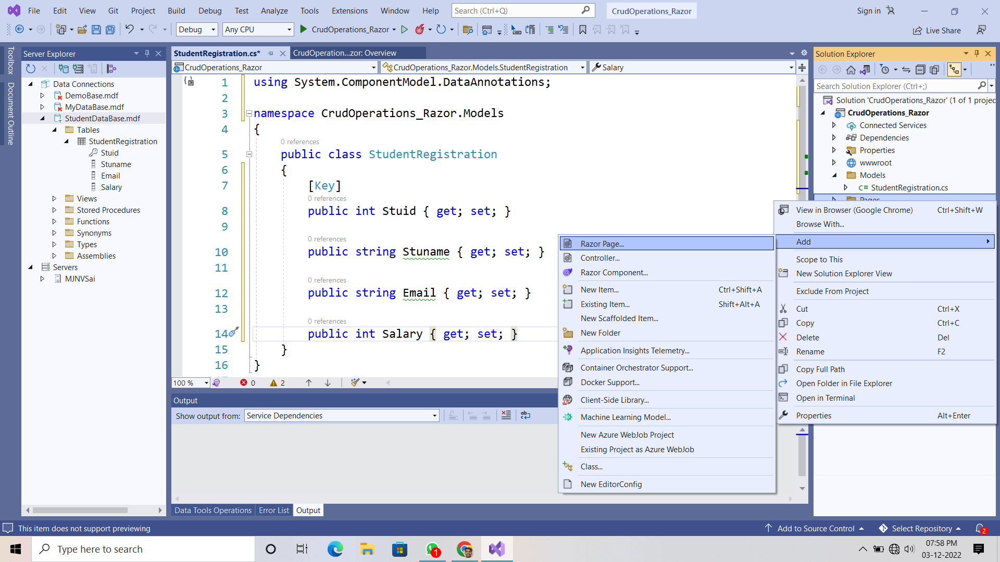 File Edit View Git Project Build Debug Test Analyze Tools Extensions Window Help Search (Ctrl+Q) CrudOperations_Razor Sign in
Debug Any CPU CrudOperations_Razor Live Share
Toolbox
Document Outline
Server Explorer
Data Connections
DemoBase.mdf
MyDataBase.mdf
StudentDataBase.mdf
Tables
StudentRegistration
Stuid
Stuname
Email
Salary
Views
Stored Procedures
Functions
Synonyms
Types
Assemblies
Servers
MJNVSai
StudentRegistration.cs* CrudOperation...zor: Overview
CrudOperations_Razor CrudOperations_Razor.Models.StudentRegistration Salary
1 using System.ComponentModel.DataAnnotations;
2
3 namespace CrudOperations_Razor.Models
4 {
0 references
5 public class StudentRegistration
6 {
7 [Key]
0 references
8 public int Stuid { get; set; }
9
0 references
10 public string Stuname { get; set; }
11
0 references
12 public string Email { get; set; }
13
0 references
14 public int Salary { get; set; }
15 }
16 }
100 % 0 2
Output
Show output from: Service Dependencies
Data Tools Operations Error List Output
Razor Page...
Controller...
Razor Component...
New Item... Ctrl+Shift+A
Existing Item... Shift+Alt+A
New Scaffolded Item...
New Folder
Application Insights Telemetry...
Container Orchestrator Support...
Docker Support...
Client-Side Library...
Machine Learning Model...
New Azure WebJob Project
Existing Project as Azure WebJob
Class...
New EditorConfig
Solution Explorer
Search Solution Explorer (Ctrl+;)
Solution 'CrudOperations_Razor' (1 of 1 projec
CrudOperations_Razor
Connected Services
Dependencies
Properties
wwwroot
Models
C# StudentRegistration.cs
Pages
View in Browser (Google Chrome) Ctrl+Shift+W
Browse With...
Add
Scope to This
New Solution Explorer View
Exclude From Project
Cut Ctrl+X
Copy Ctrl+C
Delete Del
Rename F2
Copy Full Path
Open Folder in File Explorer
Open in Terminal
Properties Alt+Enter
This item does not support previewing Add to Source Control Select Repository 2
Type here to search 1 07:58 PM
03-12-2022